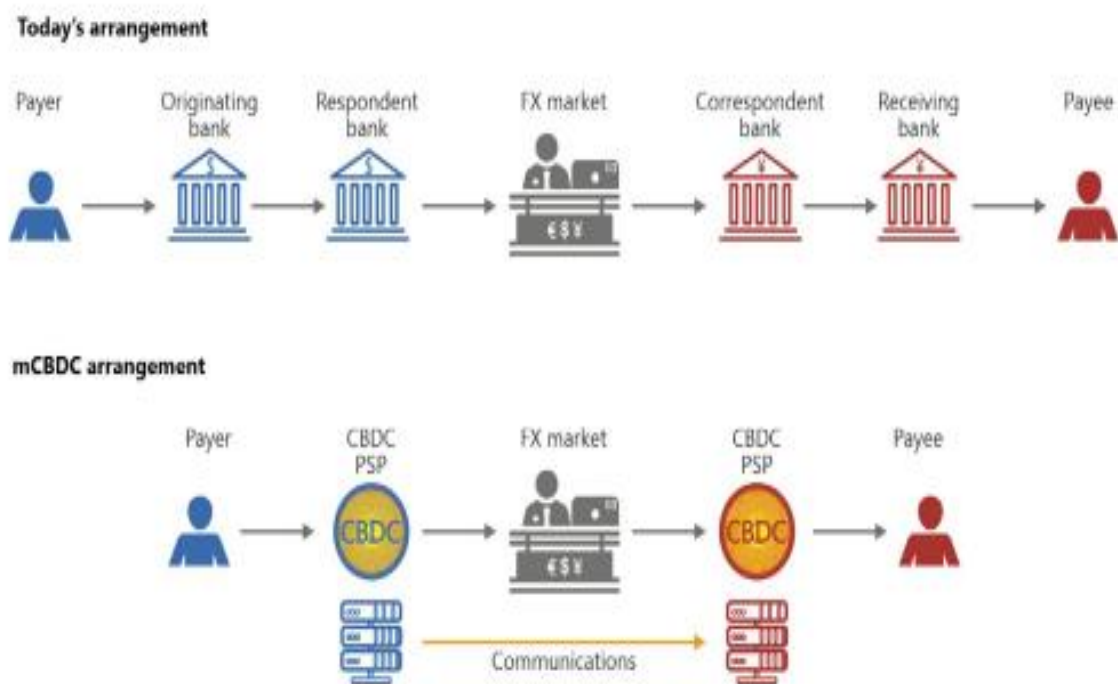 Today's arrangement
Payer
Originating
bank
Respondent
bank
FX market
Correspondent
bank
Receiving
bank
Payee
$
$
€$¥
¥
¥
mCBDC arrangement
Payer
CBDC
PSP
FX market
CBDC
PSP
Payee
CBDC
€$¥
CBDC
Communications